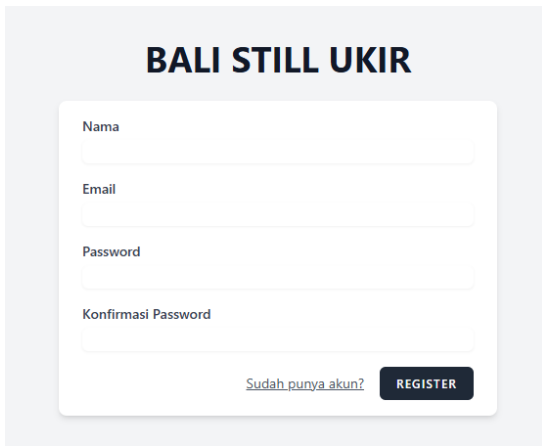 BALI STILL UKIR
Nama
Email
Password
Konfirmasi Password
Sudah punya akun? REGISTER